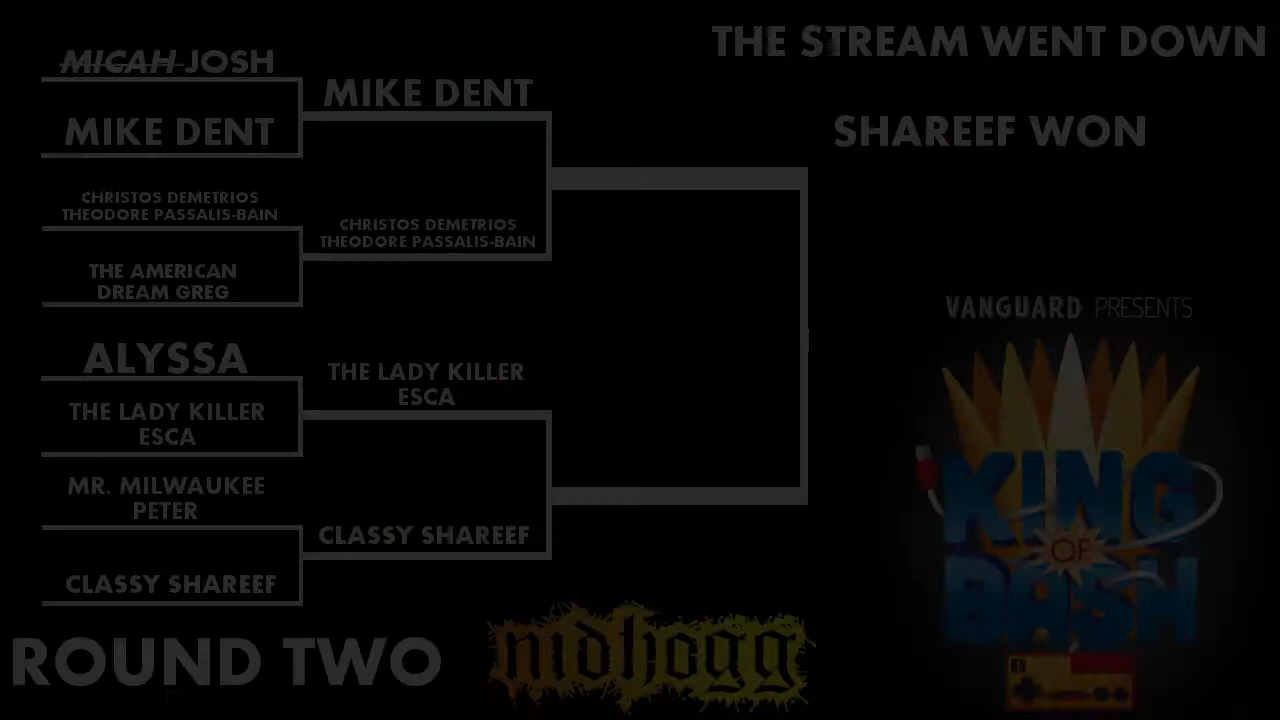 MICAH JOSH
MIKE DENT
CHRISTOS DEMETRIOS
THEODORE PASSALIS-BAIN
THE AMERICAN
DREAM GREG
ALYSSA
THE LADY KILLER
ESCA
MR. MILWAUKEE
PETER
CLASSY SHAREEF
MIKE DENT
CHRISTOS DEMETRIOS
THEODORE PASSALIS-BAIN
THE LADY KILLER
ESCA
CLASSY SHAREEF
THE STREAM WENT DOWN
SHAREEF WON
VANGUARD PRESENTS
KING
OF
BASH
ROUND TWO
nidhogg